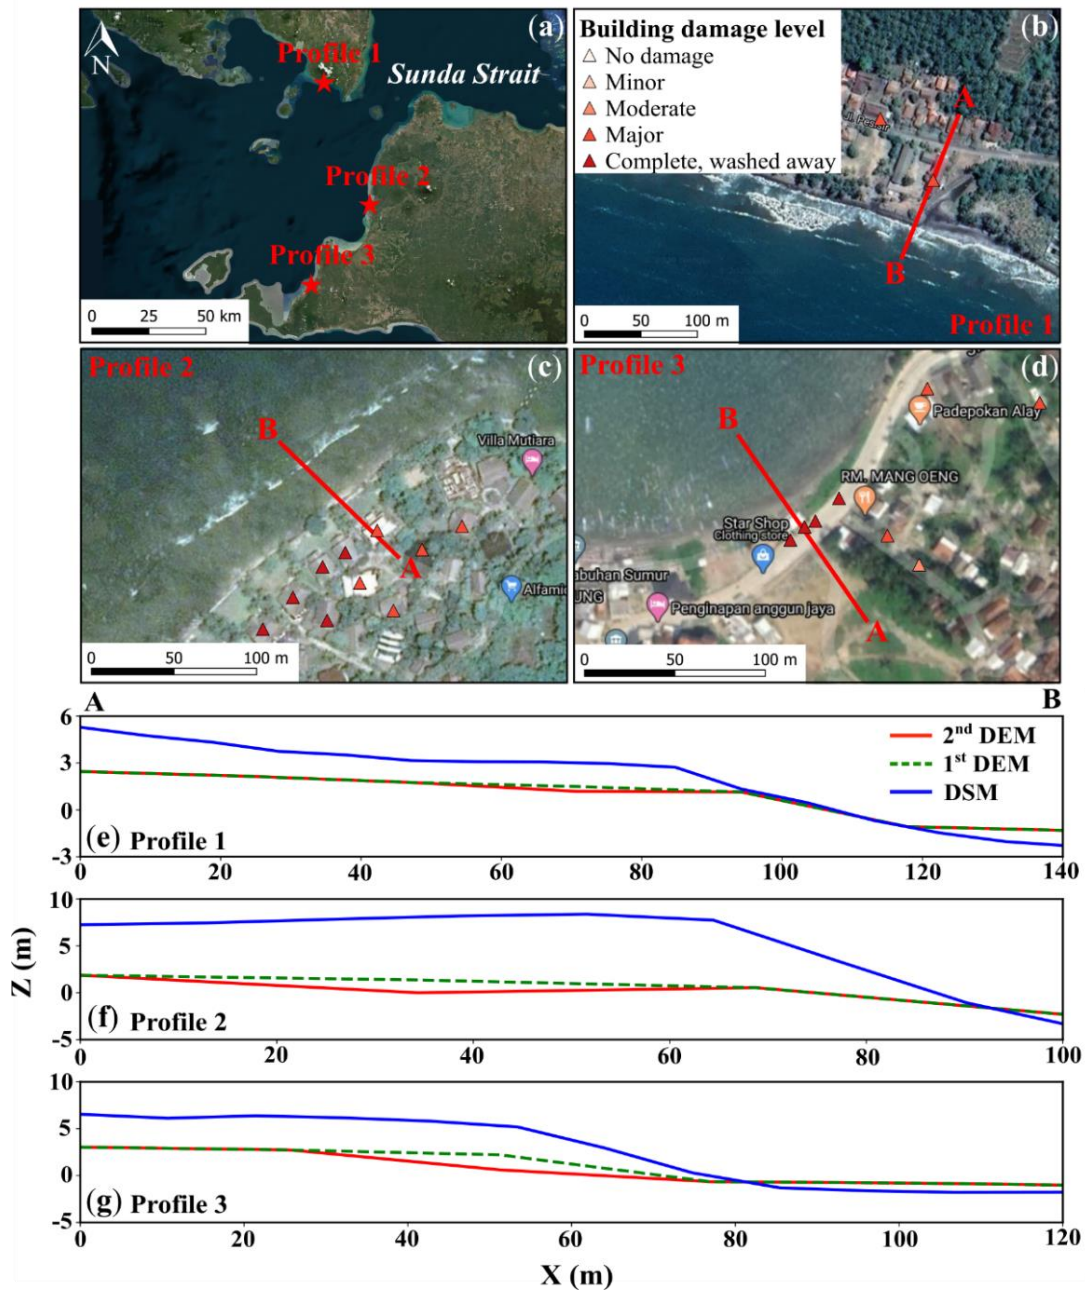 (a)
N
Profile 1
Sunda Strait
Profile 2
Profile 3
0 25 50 km
(b)
Building damage level
No damage
Minor
Moderate
Major
Complete, washed away
A
B
0 50 100 m
Profile 1
Profile 2
(c)
B
Villa Mutiara
A
0 50 100 m
Profile 3
(d)
B
Padepokan Alay
RM. MANG OENG
Star Shop
Clothing store
abuhan Sumur
UNG
Penginapan anggun jaya
A
0 50 100 m
A B
6
3
0
-3
2nd DEM
1st DEM
DSM
(e) Profile 1
0 20 40 60 80 100 120 140
10
5
0
-5
(f) Profile 2
0 20 40 60 80 100
10
5
0
-5
(g) Profile 3
0 20 40 60 80 100 120
Z (m)
X (m)